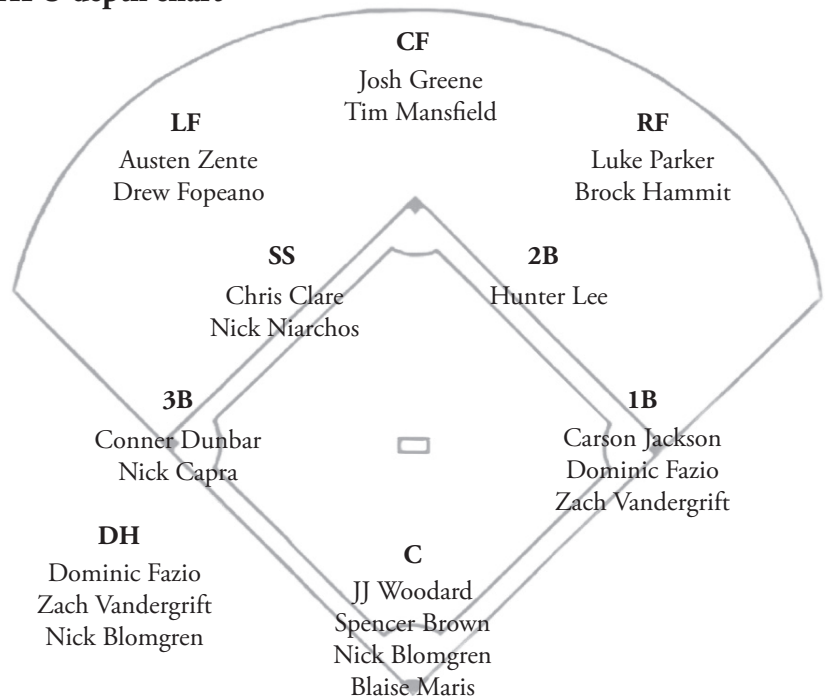 depth chart
CF
Josh Greene
Tim Mansfield
LF
Austen Zente
Drew Fopeano
RF
Luke Parker
Brock Hammit
SS
Chris Clare
Nick Niarchos
2B
Hunter Lee
3B
Conner Dunbar
Nick Capra
1B
Carson Jackson
Dominic Fazio
Zach Vandergrift
DH
Dominic Fazio
Zach Vandergrift
Nick Blomgren
C
JJ Woodard
Spencer Brown
Nick Blomgren
Blaise Maris